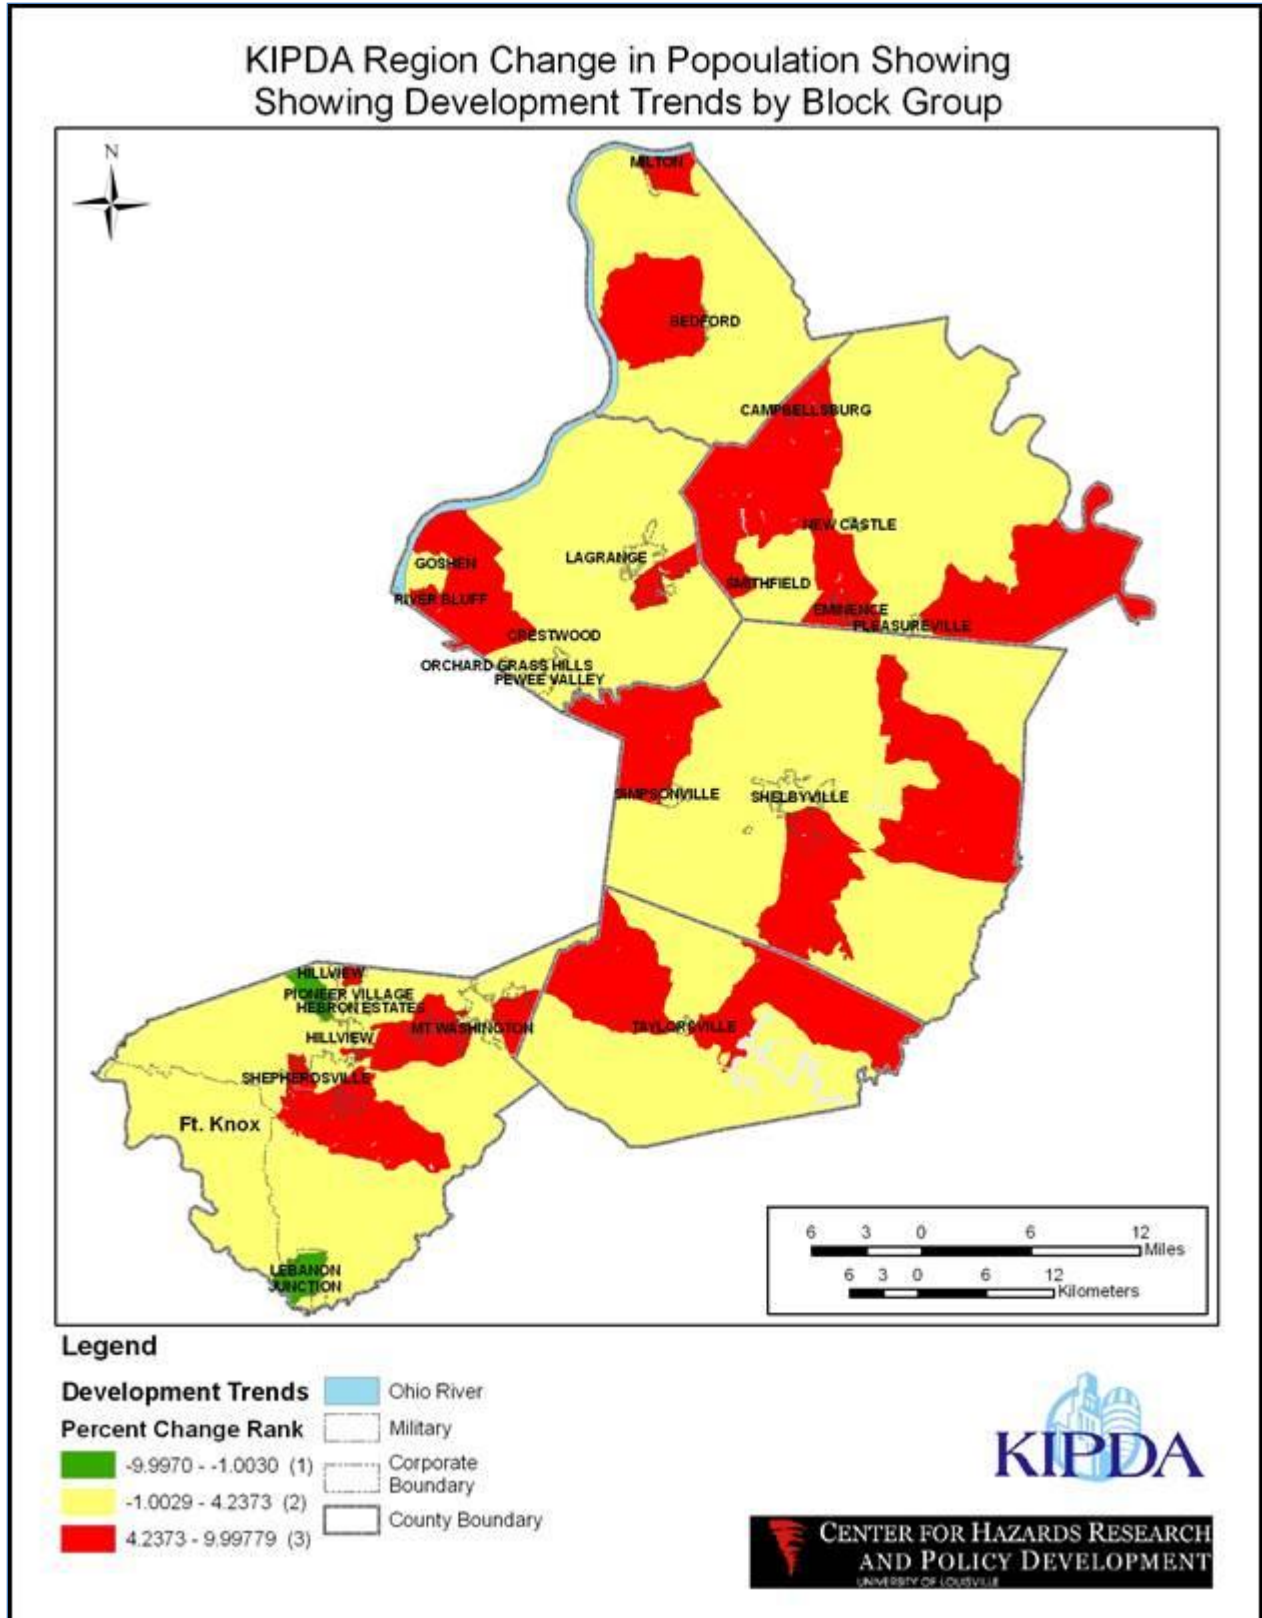 KIPDA Region Change in Popoulation Showing
Showing Development Trends by Block Group
N
MILTON
BEDFORD
CAMPBELLSBURG
NEW CASTLE
LAGRANGE
GOSHEN
SMITHFIELD
RIVER BLUFF
EMINENCE
PLEASUREVILLE
CRESTWOOD
ORCHARD GRASS HILLS
PEWEE VALLEY
SIMPSONVILLE
SHELBYVILLE
HILLVIEW
PIONEER VILLAGE
HEBRON ESTATES
MT WASHINGTON
TAYLORSVILLE
HILLVIEW
SHEPHERDSVILLE
Ft. Knox
LEBANON
JUNCTION
6 3 0 6 12
Miles
6 3 0 6 12
Kilometers
Legend
Development Trends
Percent Change Rank
-9.9970 - -1.0030 (1)
-1.0029 - 4.2373 (2)
4.2373 - 9.99779 (3)
Ohio River
Military
Corporate
Boundary
County Boundary
KIPDA
CENTER FOR HAZARDS RESEARCH
AND POLICY DEVELOPMENT
UNIVERSITY OF LOUISVILLE